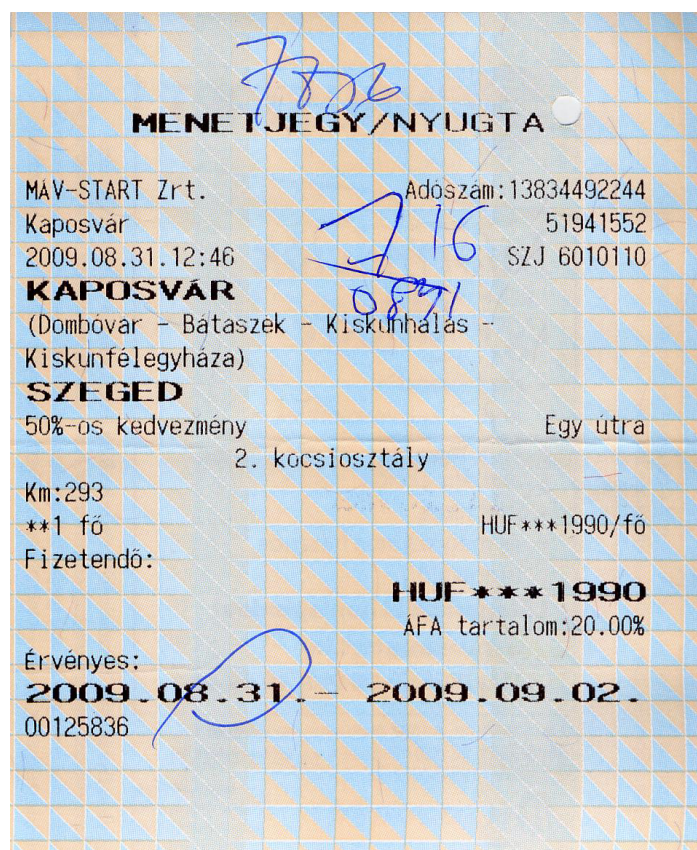 MENETJEGY/NYUGTA
MÁV-START Zrt. Adószám:13834492244
Kaposvár 51941552
2009.08.31.12:46 SZJ 6010110
KAPOSVÁR
(Dombóvár - Bátaszék - Kiskunhalas -
Kiskunfélegyháza)
SZEGED
50%-os kedvezmény Egy útra
2. kocsiosztály
Km:293
**1 fő HUF***1990/fő
Fizetendő:
HUF***1990
ÁFA tartalom:20.00%
Érvényes:
2009.08.31.- 2009.09.02.
00125836